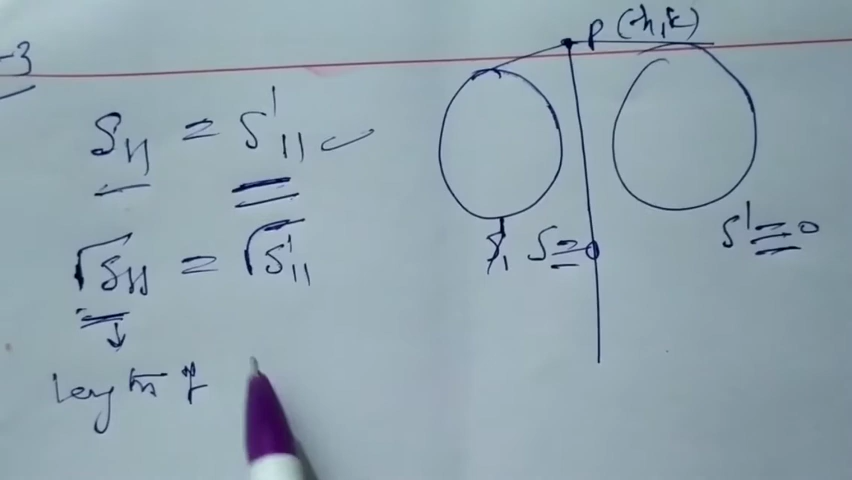 -3
P (h, k)
S₁₁ = S'₁₁ ✓
√S₁₁ = √S'₁₁
S = 0
S' = 0
length of